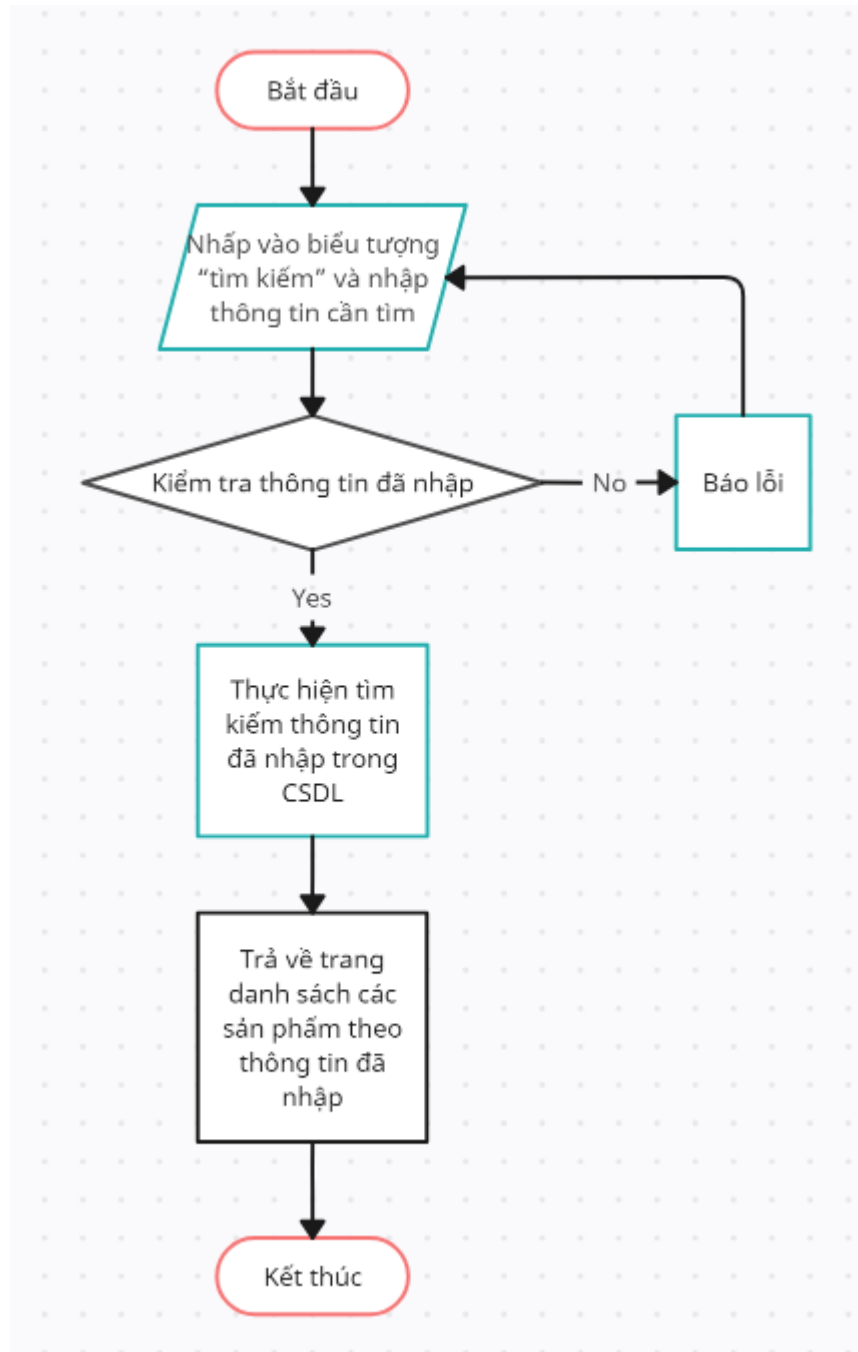 Bắt đầu
Nhấp vào biểu tượng
“tìm kiếm” và nhập
thông tin cần tìm
Kiểm tra thông tin đã nhập
No
Báo lỗi
Yes
Thực hiện tìm
kiếm thông tin
đã nhập trong
CSDL
Trả về trang
danh sách các
sản phẩm theo
thông tin đã
nhập
Kết thúc